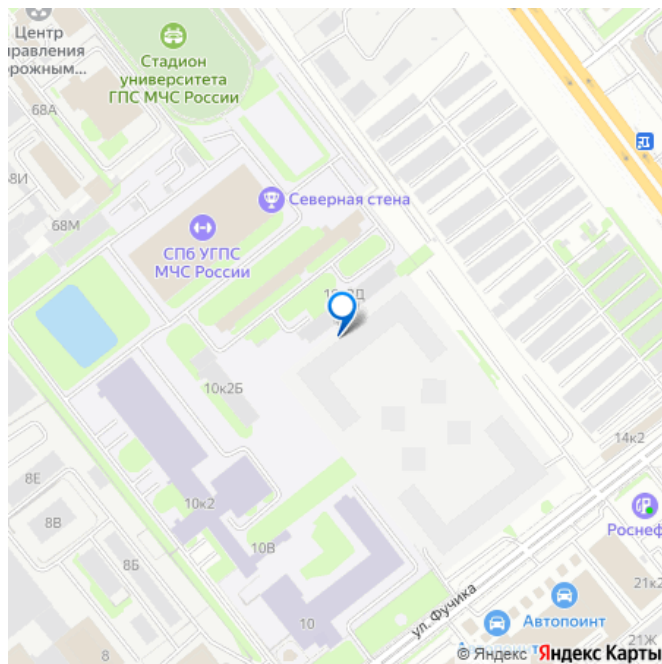 Центр
правления
орожным...
Стадион
университета
ГПС МЧС России
68А
68И
68М
Северная стена
СПб УГПС
МЧС России
10к2Б
14к2
10к2
8Е
8В
10В
8Б
10
8
Роснеф
21к2
Автопоинт
21Ж
ул. Фучика
© Яндекс Яндекс Карты